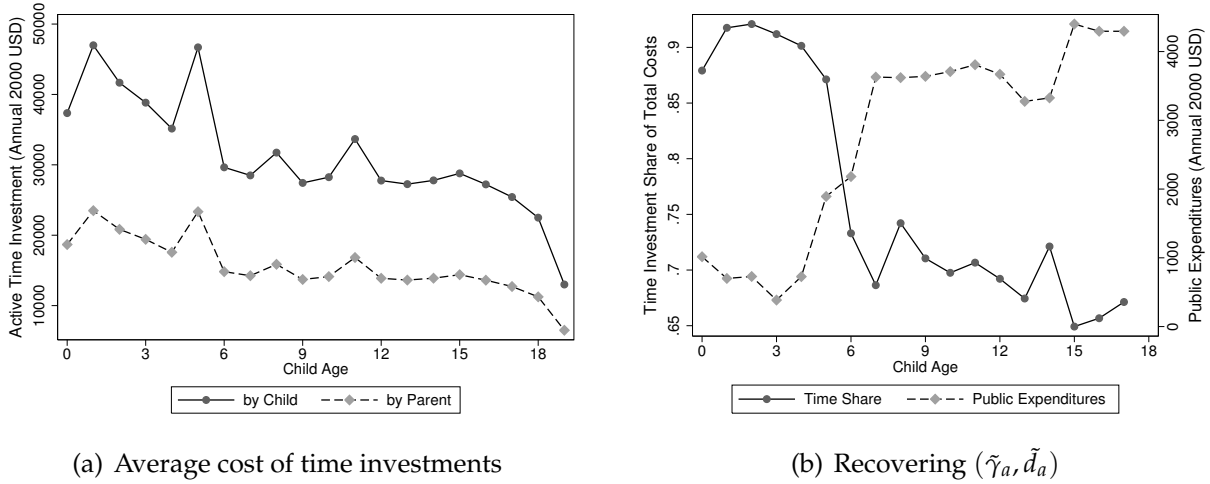 Active Time Investment (Annual 2000 USD)
50000
40000
30000
20000
10000
0 3 6 9 12 15 18
Child Age
by Child by Parent
(a) Average cost of time investments
Time Investment Share of Total Costs
.9
.85
.8
.75
.7
.65
Public Expenditures (Annual 2000 USD)
4000
3000
2000
1000
0
0 3 6 9 12 15 18
Child Age
Time Share Public Expenditures
(b) Recovering (γ̃ₐ, d̃ₐ)